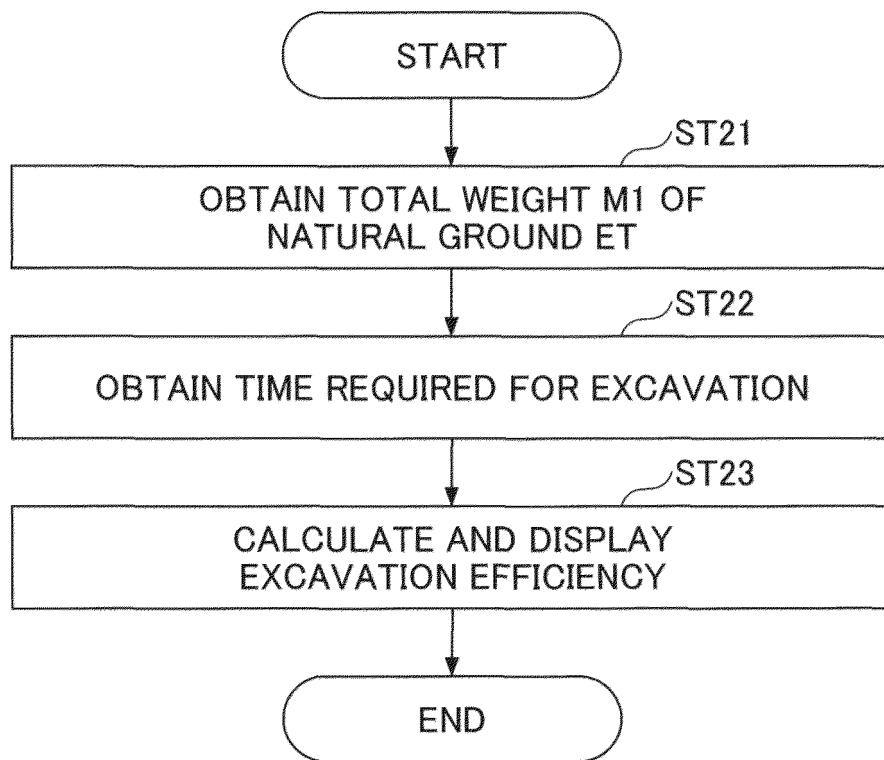 START
ST21
OBTAIN TOTAL WEIGHT M1 OF
NATURAL GROUND ET
ST22
OBTAIN TIME REQUIRED FOR EXCAVATION
ST23
CALCULATE AND DISPLAY
EXCAVATION EFFICIENCY
END